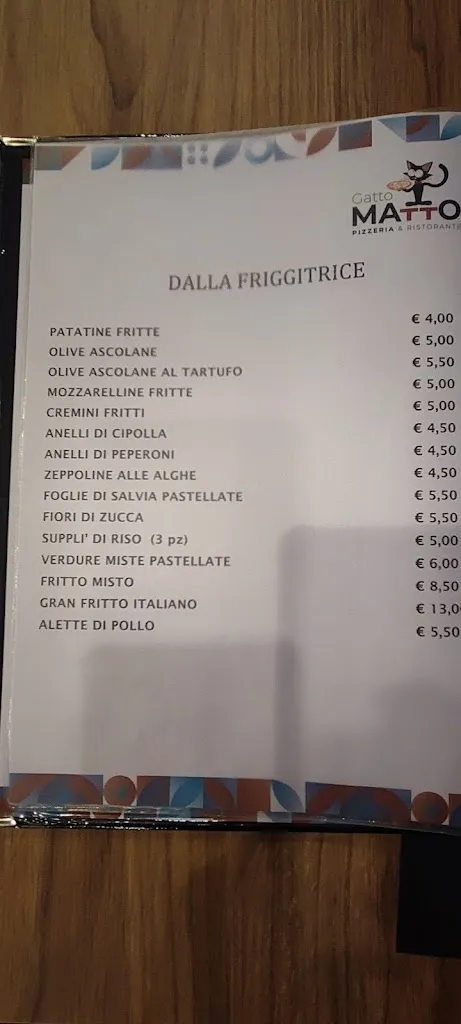 Gatto
MATTO
PIZZERIA & RISTORANTE
DALLA FRIGGITRICE
PATATINE FRITTE € 4,00
OLIVE ASCOLANE € 5,00
OLIVE ASCOLANE AL TARTUFO € 5,50
MOZZARELLINE FRITTE € 5,00
CREMINI FRITTI € 5,00
ANELLI DI CIPOLLA € 4,50
ANELLI DI PEPERONI € 4,50
ZEPPOLINE ALLE ALGHE € 4,50
FOGLIE DI SALVIA PASTELLATE € 5,50
FIORI DI ZUCCA € 5,50
SUPPLI' DI RISO (3 pz) € 5,00
VERDURE MISTE PASTELLATE € 6,00
FRITTO MISTO € 8,50
GRAN FRITTO ITALIANO € 13,0
ALETTE DI POLLO € 5,50